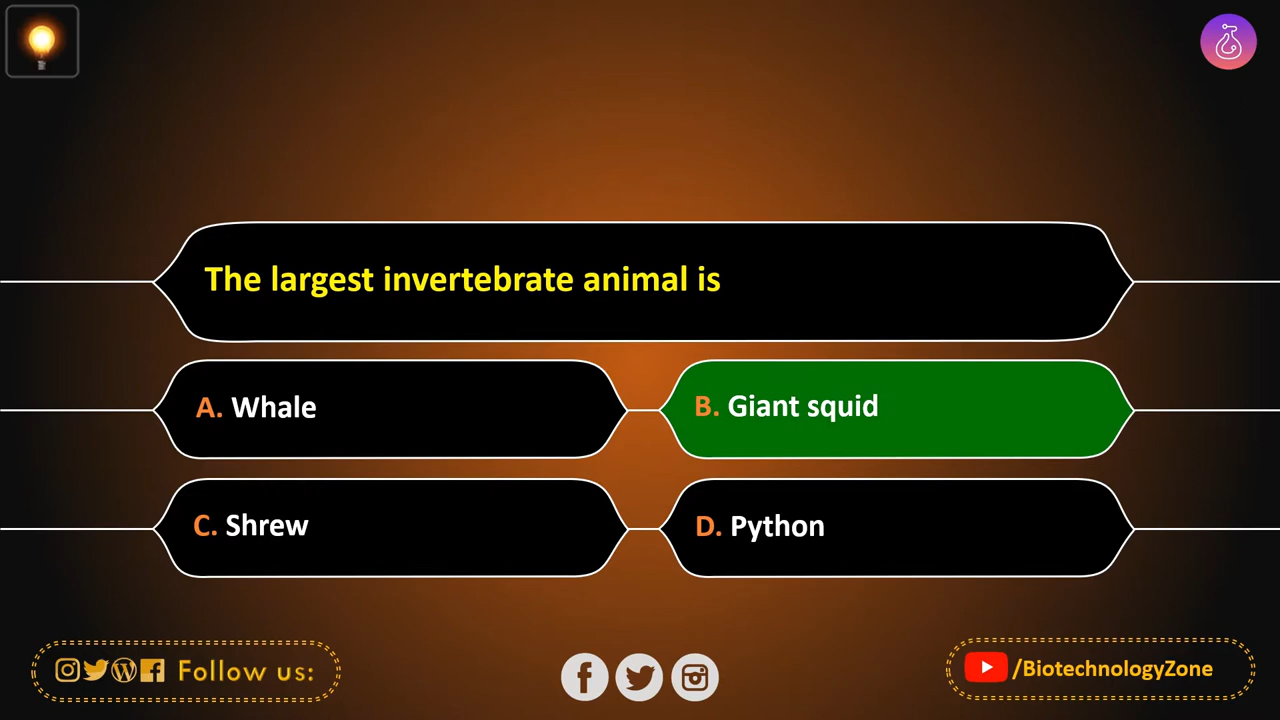 The largest invertebrate animal is
A. Whale
B. Giant squid
C. Shrew
D. Python
Follow us:
/BiotechnologyZone